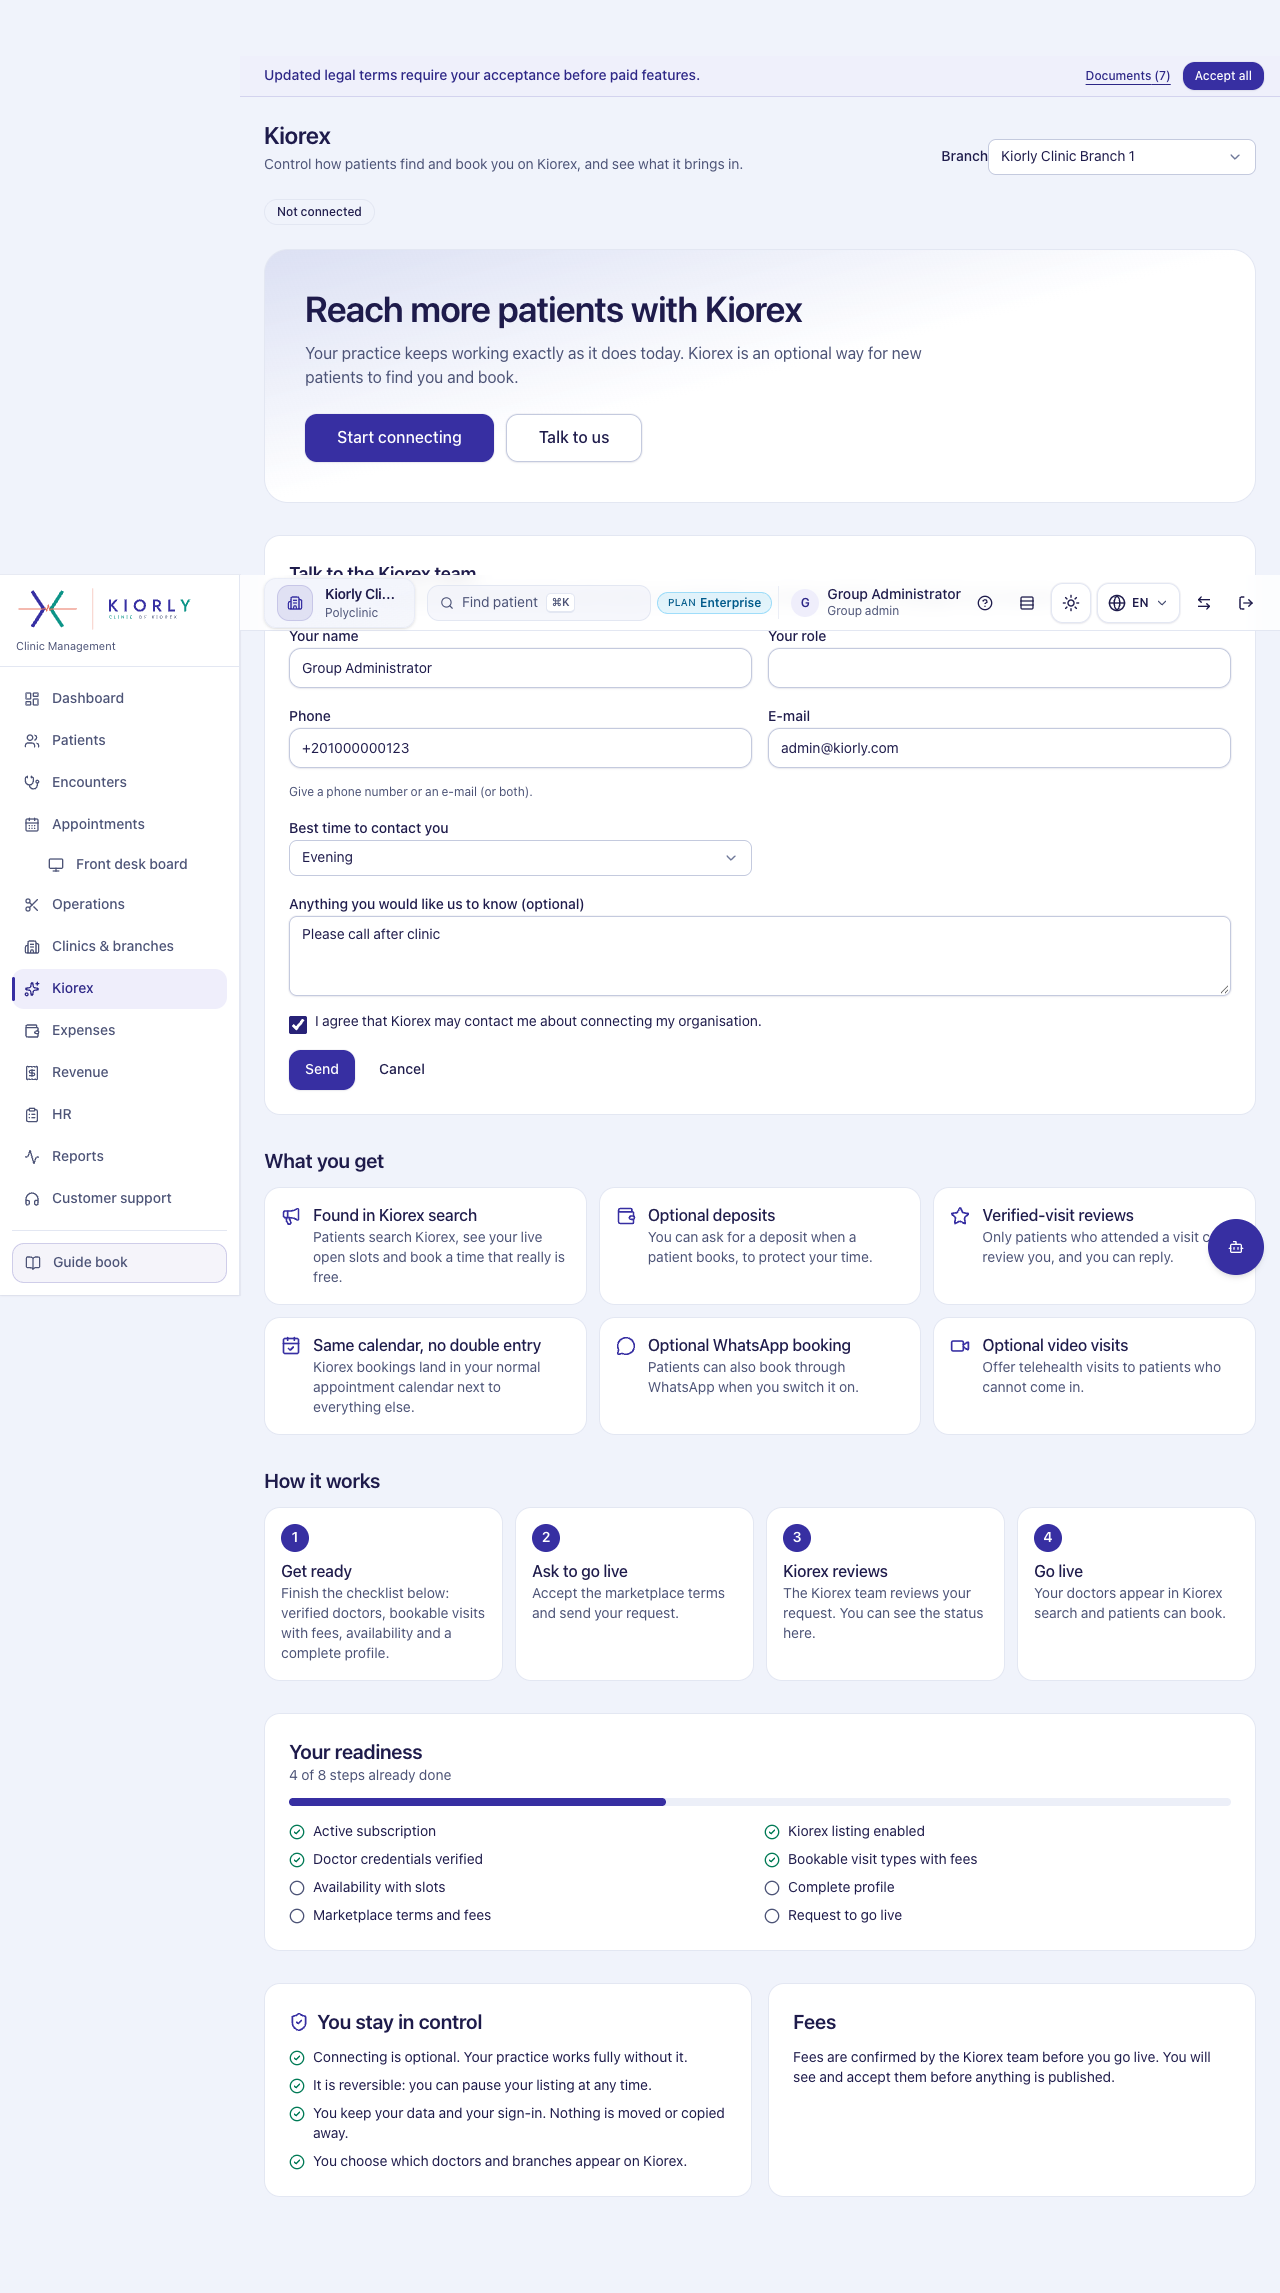 Updated legal terms require your acceptance before paid features.
Documents (7)
Accept all
Kiorex
Control how patients find and book you on Kiorex, and see what it brings in.
Branch
Kiorly Clinic Branch 1
Not connected
Reach more patients with Kiorex
Your practice keeps working exactly as it does today. Kiorex is an optional way for new
patients to find you and book.
Start connecting
Talk to us
Talk to the Kiorex team
KIORLY
CLINIC OF KIOREX
Clinic Management
Kiorly Cli...
Polyclinic
Find patient
⌘K
PLAN Enterprise
G
Group Administrator
Group admin
EN
Dashboard
Patients
Encounters
Appointments
Front desk board
Operations
Clinics & branches
Kiorex
Expenses
Revenue
HR
Reports
Customer support
Guide book
Your name
Group Administrator
Your role
Phone
+201000000123
E-mail
admin@kiorly.com
Give a phone number or an e-mail (or both).
Best time to contact you
Evening
Anything you would like us to know (optional)
Please call after clinic
I agree that Kiorex may contact me about connecting my organisation.
Send
Cancel
What you get
Found in Kiorex search
Patients search Kiorex, see your live
open slots and book a time that really is
free.
Optional deposits
You can ask for a deposit when a
patient books, to protect your time.
Verified-visit reviews
Only patients who attended a visit
review you, and you can reply.
Same calendar, no double entry
Kiorex bookings land in your normal
appointment calendar next to
everything else.
Optional WhatsApp booking
Patients can also book through
WhatsApp when you switch it on.
Optional video visits
Offer telehealth visits to patients who
cannot come in.
How it works
1
Get ready
Finish the checklist below:
verified doctors, bookable visits
with fees, availability and a
complete profile.
2
Ask to go live
Accept the marketplace terms
and send your request.
3
Kiorex reviews
The Kiorex team reviews your
request. You can see the status
here.
4
Go live
Your doctors appear in Kiorex
search and patients can book.
Your readiness
4 of 8 steps already done
Active subscription
Kiorex listing enabled
Doctor credentials verified
Bookable visit types with fees
Availability with slots
Complete profile
Marketplace terms and fees
Request to go live
You stay in control
Connecting is optional. Your practice works fully without it.
It is reversible: you can pause your listing at any time.
You keep your data and your sign-in. Nothing is moved or copied
away.
You choose which doctors and branches appear on Kiorex.
Fees
Fees are confirmed by the Kiorex team before you go live. You will
see and accept them before anything is published.